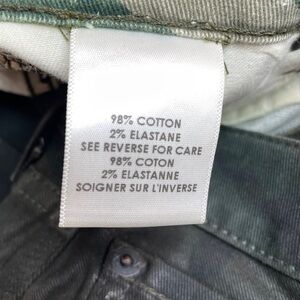 98% COTTON
2% ELASTANE
SEE REVERSE FOR CARE
98% COTON
2% ELASTANNE
SOIGNER SUR L'INVERSE